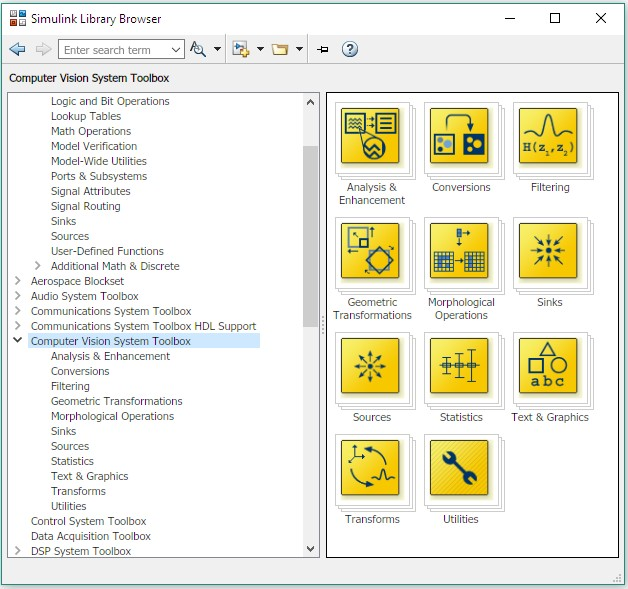 Simulink Library Browser
Enter search term
Computer Vision System Toolbox
Logic and Bit Operations
Lookup Tables
Math Operations
Model Verification
Model-Wide Utilities
Ports & Subsystems
Signal Attributes
Signal Routing
Sinks
Sources
User-Defined Functions
Additional Math & Discrete
Aerospace Blockset
Audio System Toolbox
Communications System Toolbox
Communications System Toolbox HDL Support
Computer Vision System Toolbox
Analysis & Enhancement
Conversions
Filtering
Geometric Transformations
Morphological Operations
Sinks
Sources
Statistics
Text & Graphics
Transforms
Utilities
Control System Toolbox
Data Acquisition Toolbox
DSP System Toolbox
H(z₁,z₂)
Analysis &
Enhancement
Conversions
Filtering
Geometric
Transformations
Morphological
Operations
Sinks
abc
Sources
Statistics
Text & Graphics
Transforms
Utilities